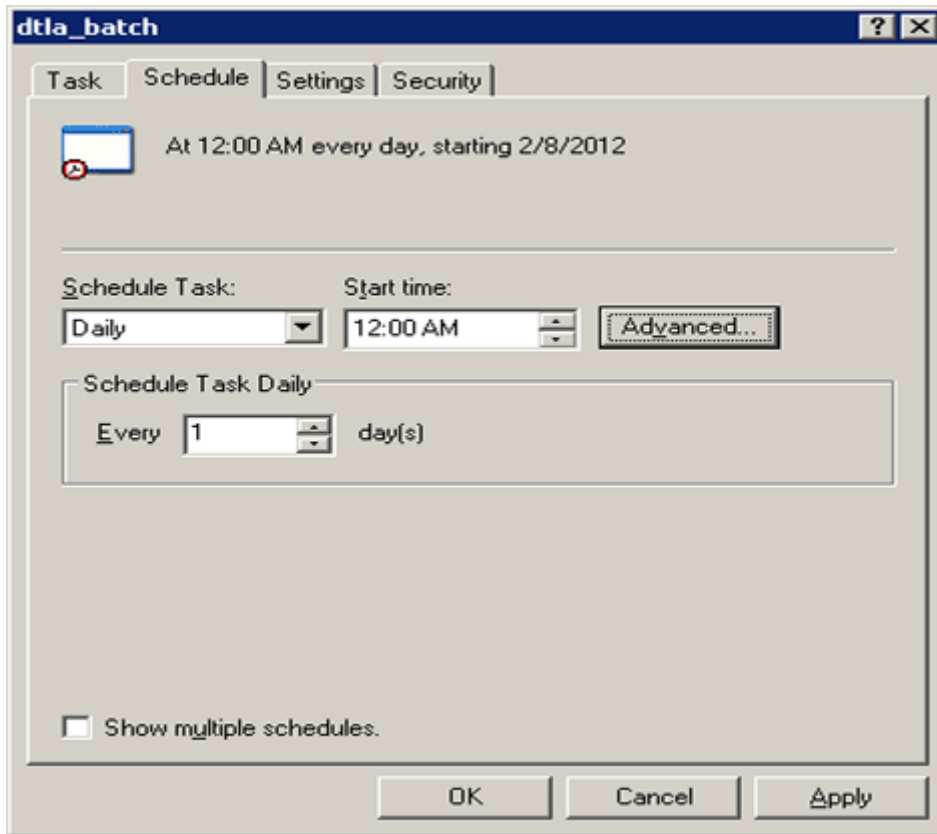 dtla_batch
Task Schedule Settings Security
At 12:00 AM every day, starting 2/8/2012
Schedule Task: Start time:
Daily 12:00 AM Advanced...
Schedule Task Daily
Every 1 day(s)
Show multiple schedules.
OK Cancel Apply